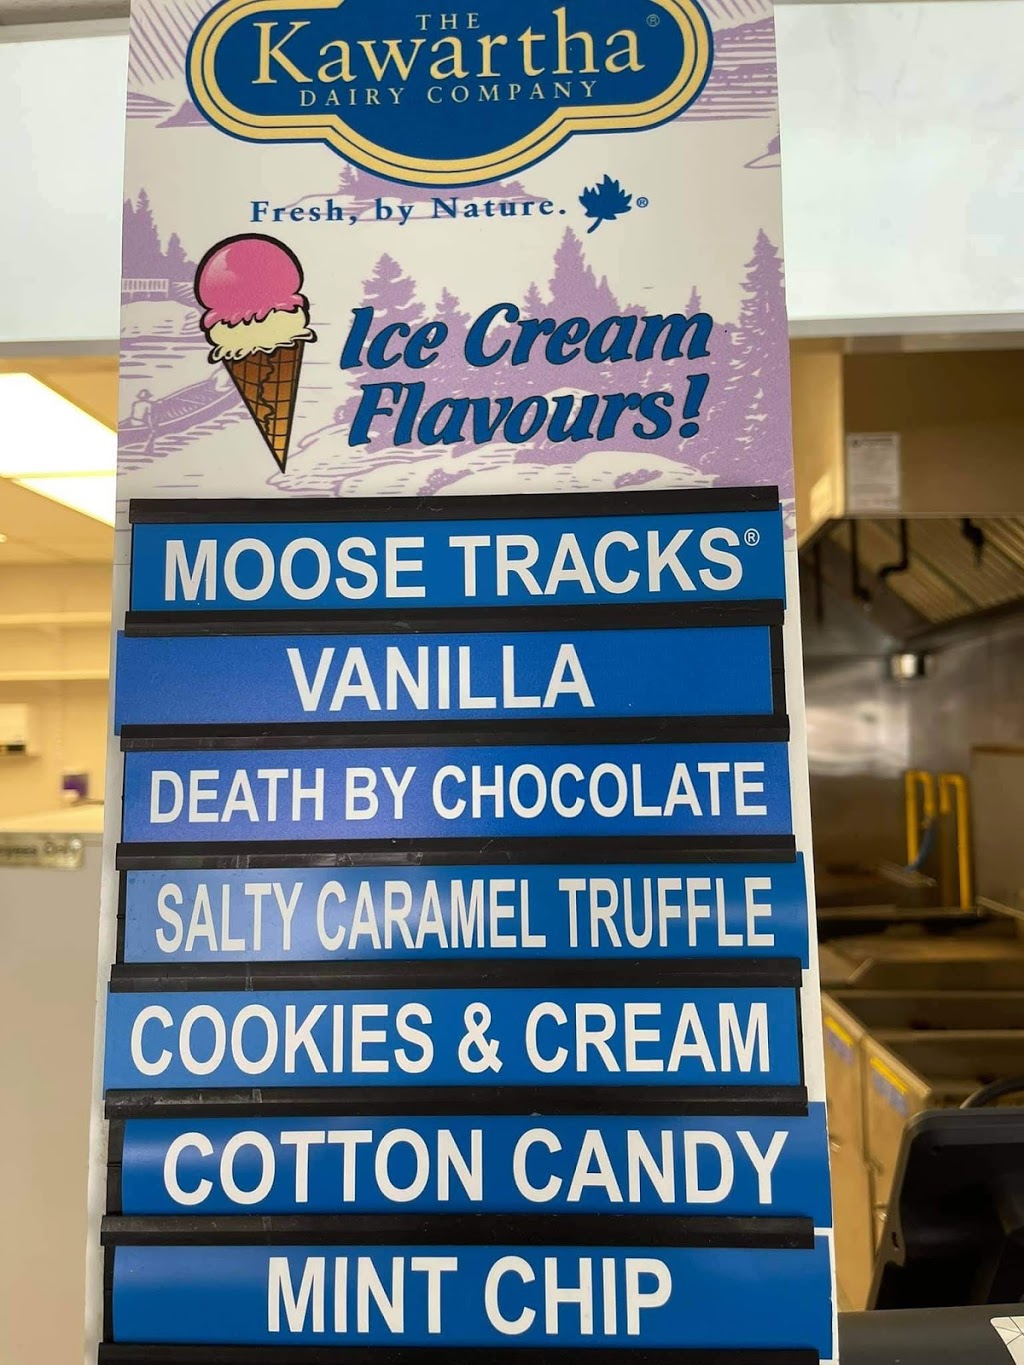 THE
Kawartha®
DAIRY COMPANY
Fresh, by Nature. ®
Ice Cream
Flavours!
MOOSE TRACKS®
VANILLA
DEATH BY CHOCOLATE
SALTY CARAMEL TRUFFLE
COOKIES & CREAM
COTTON CANDY
MINT CHIP